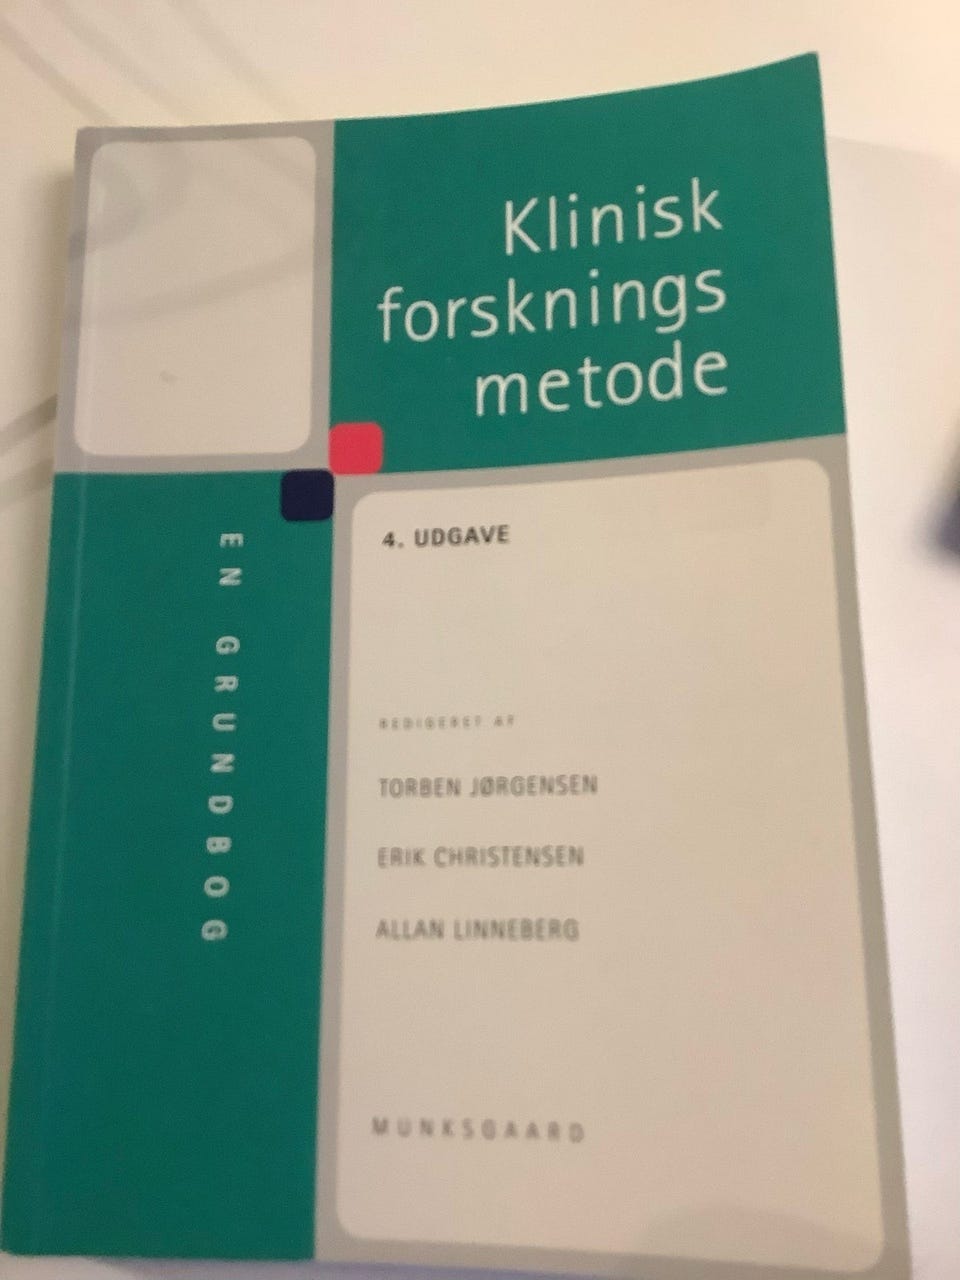 Klinisk
forsknings
metode
EN GRUNDBOG
4. UDGAVE
REDIGERET AF
TORBEN JØRGENSEN
ERIK CHRISTENSEN
ALLAN LINNEBERG
MUNKSGAARD